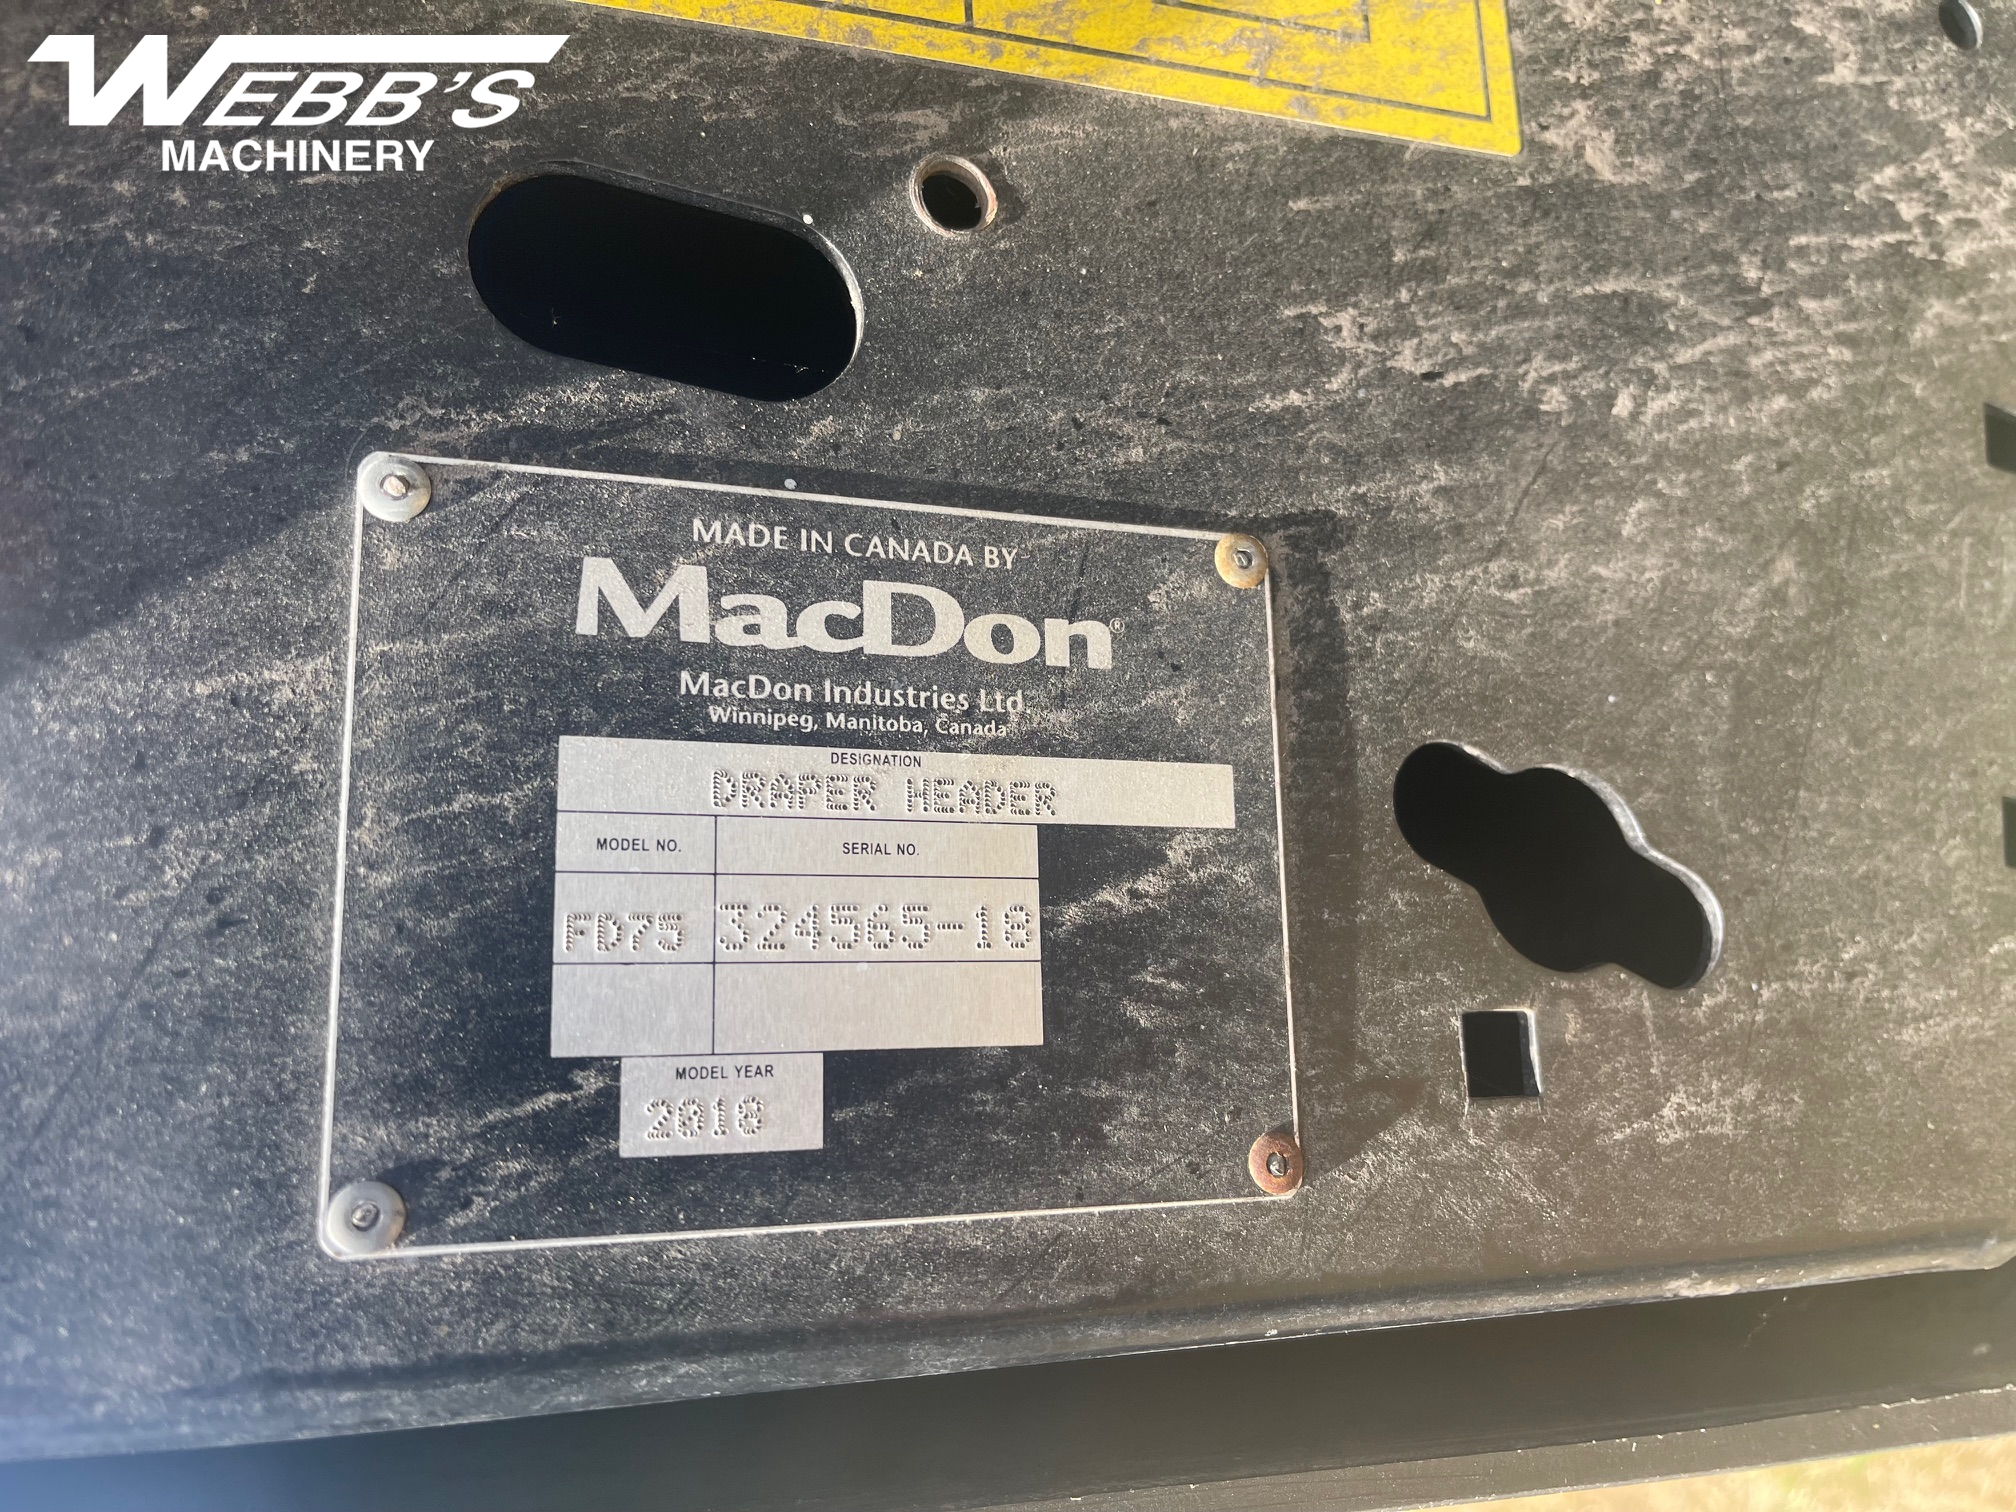 WEBB'S
MACHINERY
MADE IN CANADA BY
MacDon®
MacDon Industries Ltd.
Winnipeg, Manitoba, Canada
DESIGNATION
DRAPER HEADER
MODEL NO. SERIAL NO.
FD75 324565-18
MODEL YEAR
2018